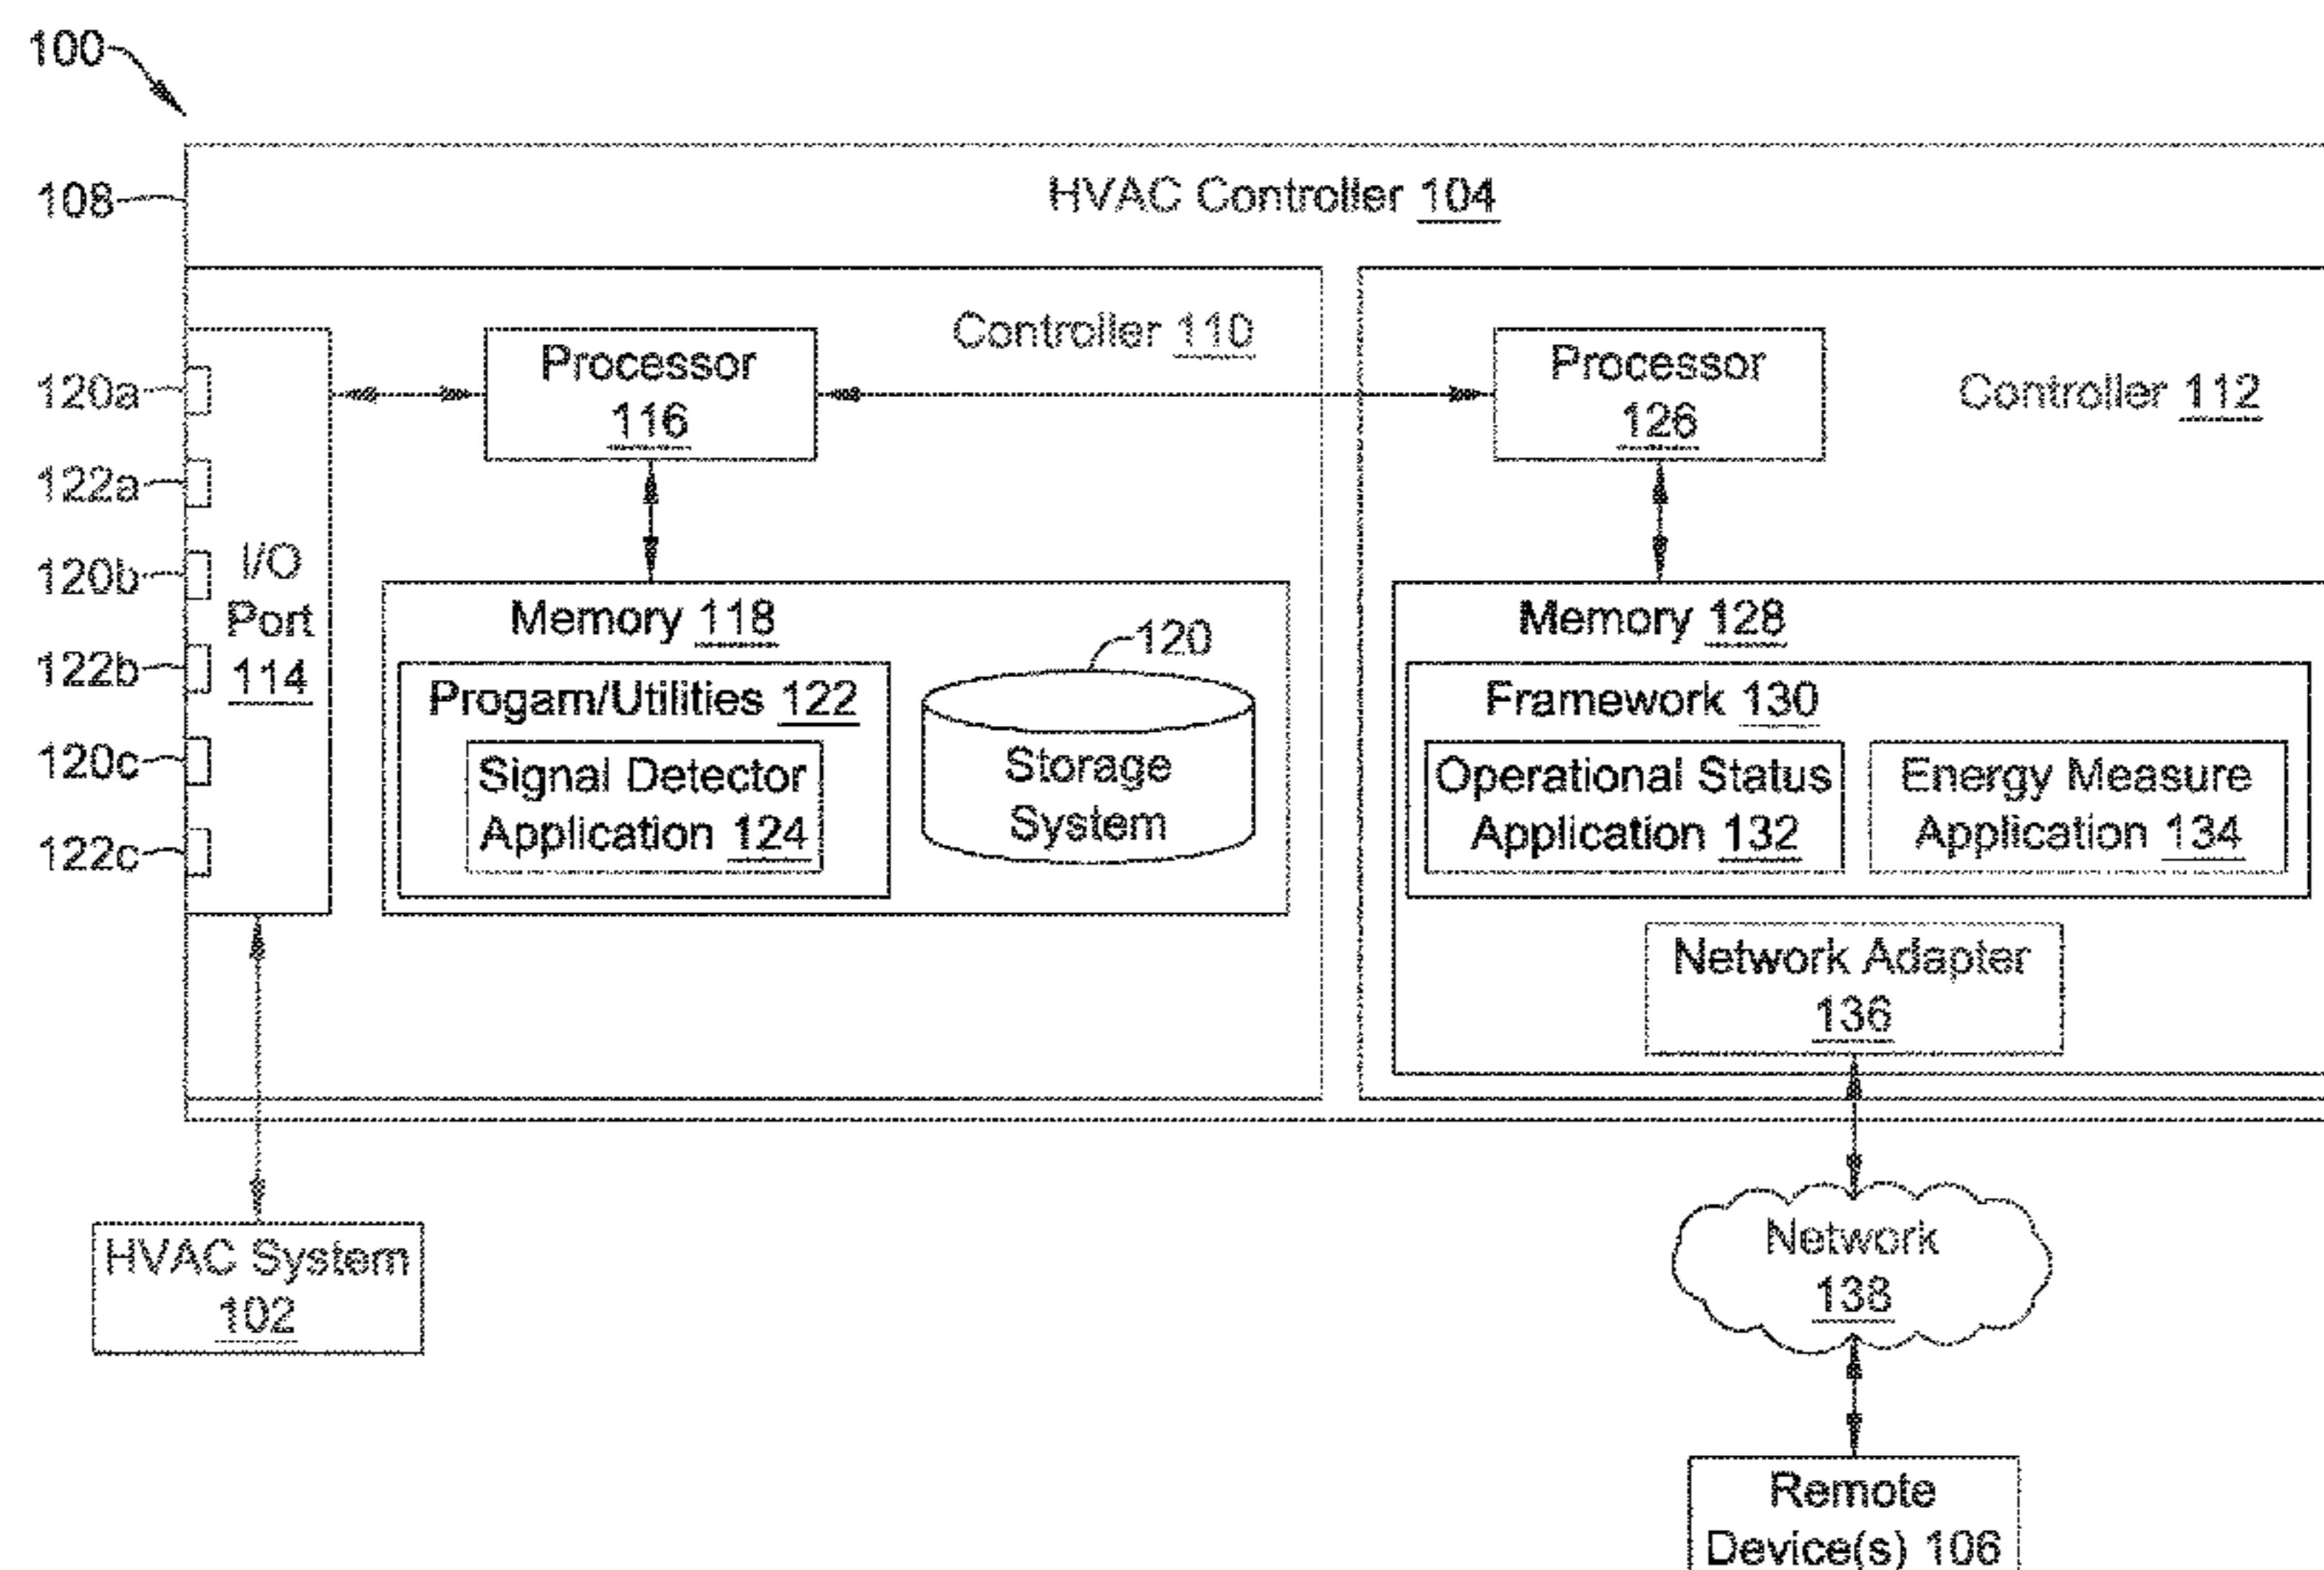 100
108
HVAC Controller 104
Controller 110
Processor
116
Processor
126
Controller 112
120a
122a
120b
122b
120c
122c
I/O
Port
114
Memory 118
120
Progam/Utilities 122
Signal Detector
Application 124
Storage
System
Memory 128
Framework 130
Operational Status
Application 132
Energy Measure
Application 134
Network Adapter
136
HVAC System
102
Network
138
Remote
Device(s) 106